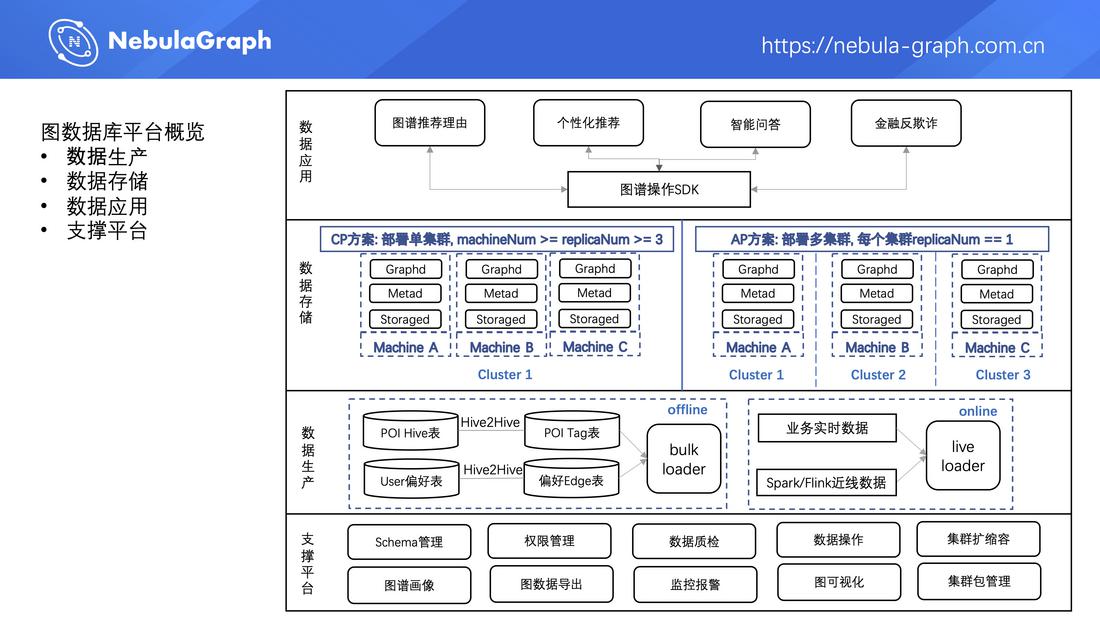 NebulaGraph
https://nebula-graph.com.cn
图数据库平台概览
• 数据生产
• 数据存储
• 数据应用
• 支撑平台
数据应用
图谱推荐理由
个性化推荐
智能问答
金融反欺诈
图谱操作SDK
数据存储
CP方案: 部署单集群, machineNum >= replicaNum >= 3
Graphd
Metad
Storaged
Machine A
Graphd
Metad
Storaged
Machine B
Graphd
Metad
Storaged
Machine C
Cluster 1
AP方案: 部署多集群, 每个集群replicaNum == 1
Graphd
Metad
Storaged
Machine A
Cluster 1
Graphd
Metad
Storaged
Machine B
Cluster 2
Graphd
Metad
Storaged
Machine C
Cluster 3
数据生产
offline
POI Hive表
Hive2Hive
POI Tag表
User偏好表
Hive2Hive
偏好Edge表
bulk
loader
online
业务实时数据
Spark/Flink近线数据
live
loader
支撑平台
Schema管理
权限管理
数据质检
数据操作
集群扩缩容
图谱画像
图数据导出
监控报警
图可视化
集群包管理